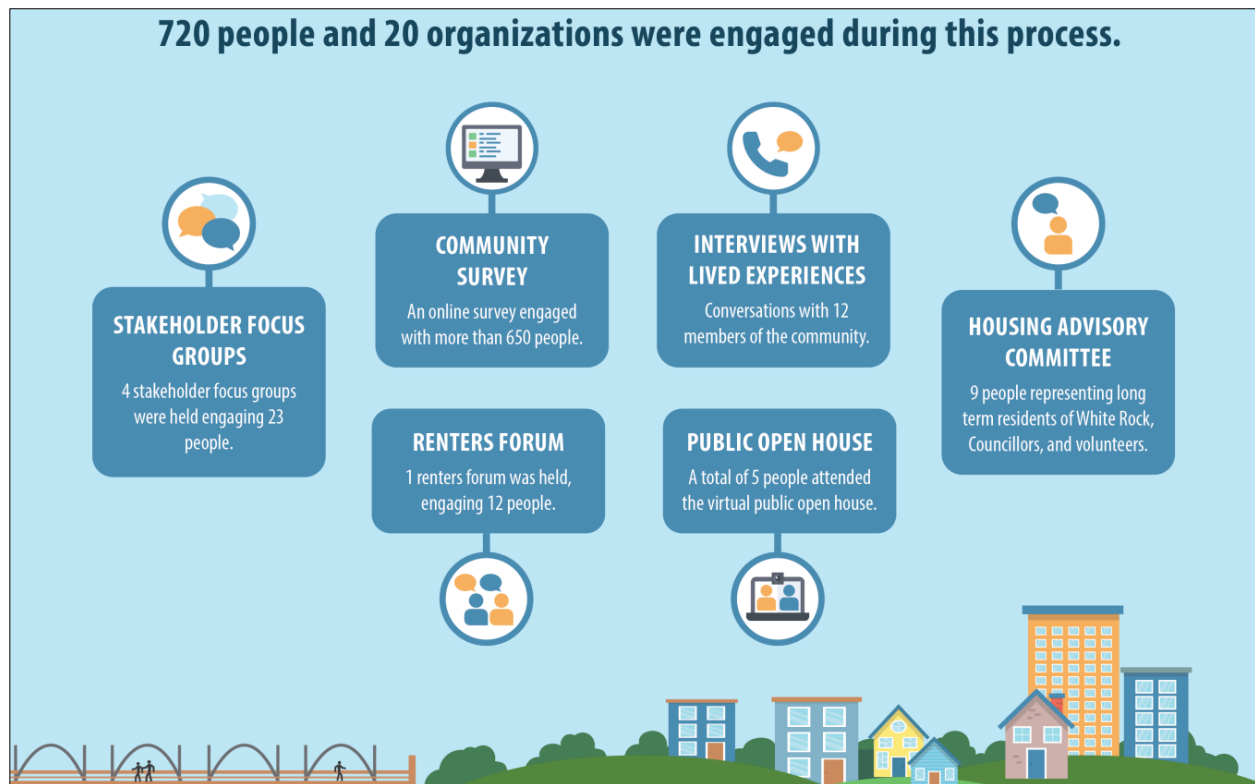 720 people and 20 organizations were engaged during this process.
STAKEHOLDER FOCUS
GROUPS
4 stakeholder focus groups
were held engaging 23
people.
COMMUNITY
SURVEY
An online survey engaged
with more than 650 people.
INTERVIEWS WITH
LIVED EXPERIENCES
Conversations with 12
members of the community.
HOUSING ADVISORY
COMMITTEE
9 people representing long
term residents of White Rock,
Councillors, and volunteers.
RENTERS FORUM
1 renters forum was held,
engaging 12 people.
PUBLIC OPEN HOUSE
A total of 5 people attended
the virtual public open house.